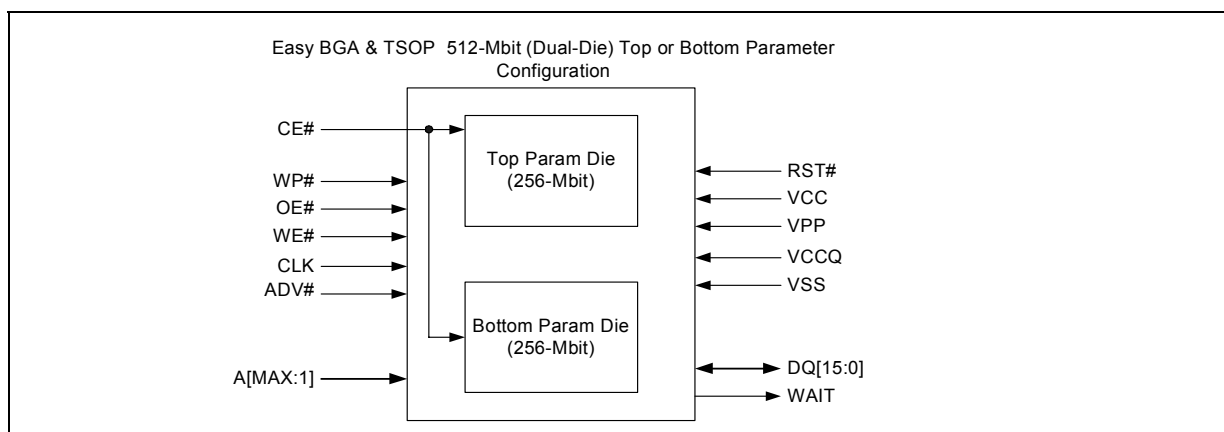 Easy BGA & TSOP 512-Mbit (Dual-Die) Top or Bottom Parameter
Configuration
CE#
WP#
OE#
WE#
CLK
ADV#
A[MAX:1]
Top Param Die
(256-Mbit)
Bottom Param Die
(256-Mbit)
RST#
VCC
VPP
VCCQ
VSS
DQ[15:0]
WAIT